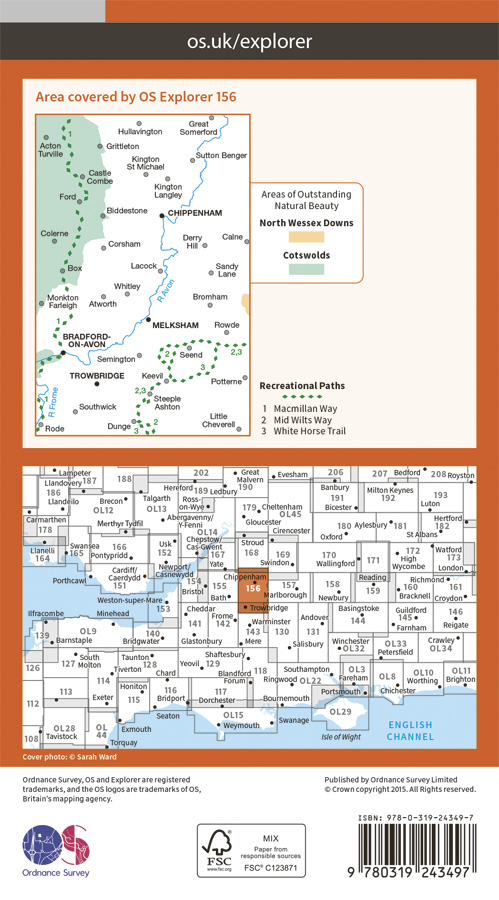 os.uk/explorer
Area covered by OS Explorer 156
Hullavington
Great
Somerford
Acton
Turville
Grittleton
Sutton Benger
Kington
St Michael
Castle
Combe
Kington
Langley
Ford
Biddestone
CHIPPENHAM
Colerne
Corsham
Derry
Hill
Calne
Box
Lacock
Sandy
Lane
Whitley
Monkton
Farleigh
Atworth
R Avon
Bromham
MELKSHAM
Rowde
BRADFORD-
ON-AVON
Semington
Seend
TROWBRIDGE
Keevil
Potterne
R Frome
Southwick
Steeple
Ashton
Rode
Dunge
Little
Cheverell
1
1
1
2
2,3
3
2,3
3
2
Areas of Outstanding
Natural Beauty
North Wessex Downs
Cotswolds
Recreational Paths
1 Macmillan Way
2 Mid Wilts Way
3 White Horse Trail
Lampeter
187
188
202
Great
Malvern
Evesham
206
207
Bedford
208
Royston
Llandovery
186
Llandeilo
Brecon
OL12
Talgarth
OL13
Hereford
189
Ledbury
190
Ross-
on-Wye
Banbury
191
Bicester
Milton Keynes
192
193
Luton
Carmarthen
178
Merthyr Tydfil
Abergavenny/
Y-Fenni
OL14
179
Cheltenham
Gloucester
OL45
Cirencester
180
Oxford
Aylesbury
181
Hertford
182
St Albans
Llanelli
164
Swansea
165
166
Pontypridd
Usk
152
Chepstow/
Cas-Gwent
167
Yate
Stroud
168
169
Swindon
170
Wallingford
171
172
High
Wycombe
Watford
173
London
Porthcawl
Cardiff/
Caerdydd
151
Newport/
Casnewydd
154
Bristol
155
Bath
Chippenham
156
157
Marlborough
158
Newbury
Reading
159
Richmond
160
Bracknell
161
Croydon
Weston-super-Mare
153
Ilfracombe
Minehead
Cheddar
141
Glastonbury
Frome
142
Trowbridge
Warminster
143
130
Andover
131
Basingstoke
144
Guildford
145
Farnham
146
Reigate
139
Barnstaple
OL9
140
Bridgwater
Salisbury
Winchester
OL32
OL33
Petersfield
Crawley
OL34
126
127
South
Molton
114
Taunton
128
Tiverton
Chard
Shaftesbury
Yeovil
129
Blandford
Forum
118
Ringwood
Southampton
OL22
OL3
Fareham
Portsmouth
OL8
Chichester
OL10
Worthing
OL11
Brighton
112
113
Exeter
Honiton
115
116
Bridport
117
Dorchester
Bournemouth
108
OL28
Tavistock
OL
44
Exmouth
Torquay
Seaton
OL15
Weymouth
Swanage
OL29
Isle of Wight
ENGLISH
CHANNEL
Cover photo: © Sarah Ward
Ordnance Survey, OS and Explorer are registered
trademarks, and the OS logos are trademarks of OS,
Britain's mapping agency.
Published by Ordnance Survey Limited
© Crown copyright 2015. All Rights reserved.
OS
Ordnance Survey
FSC
www.fsc.org
MIX
Paper from
responsible sources
FSC® C123871
ISBN: 978-0-319-24349-7
9 780319 243497